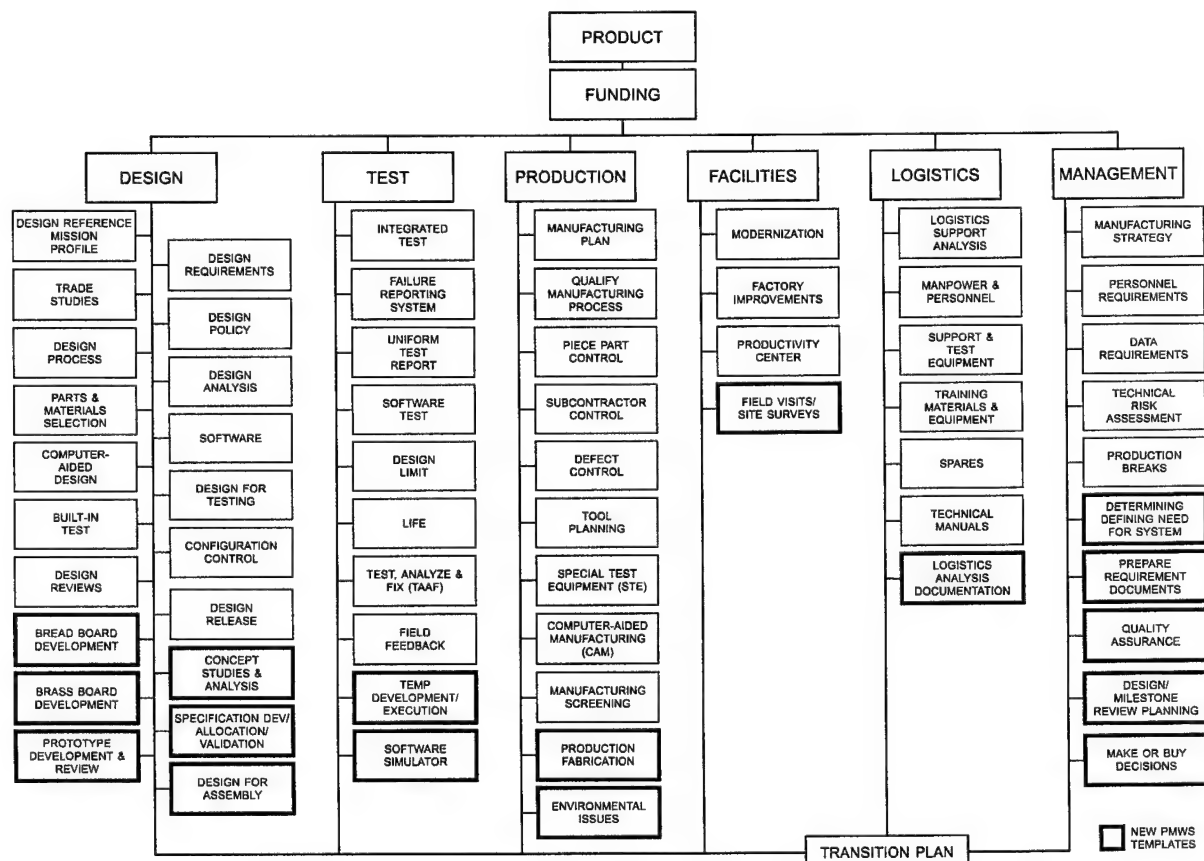 PRODUCT
FUNDING
DESIGN
TEST
PRODUCTION
FACILITIES
LOGISTICS
MANAGEMENT
DESIGN REFERENCE
MISSION
PROFILE
TRADE
STUDIES
DESIGN
PROCESS
PARTS &
MATERIALS
SELECTION
COMPUTER-
AIDED
DESIGN
BUILT-IN
TEST
DESIGN
REVIEWS
BREAD BOARD
DEVELOPMENT
BRASS BOARD
DEVELOPMENT
PROTOTYPE
DEVELOPMENT &
REVIEW
DESIGN
REQUIREMENTS
DESIGN
POLICY
DESIGN
ANALYSIS
SOFTWARE
DESIGN FOR
TESTING
CONFIGURATION
CONTROL
DESIGN
RELEASE
CONCEPT
STUDIES &
ANALYSIS
SPECIFICATION DEV/
ALLOCATION/
VALIDATION
DESIGN FOR
ASSEMBLY
INTEGRATED
TEST
FAILURE
REPORTING
SYSTEM
UNIFORM
TEST
REPORT
SOFTWARE
TEST
DESIGN
LIMIT
LIFE
TEST, ANALYZE &
FIX (TAAF)
FIELD
FEEDBACK
TEMP
DEVELOPMENT/
EXECUTION
SOFTWARE
SIMULATOR
MANUFACTURING
PLAN
QUALIFY
MANUFACTURING
PROCESS
PIECE PART
CONTROL
SUBCONTRACTOR
CONTROL
DEFECT
CONTROL
TOOL
PLANNING
SPECIAL TEST
EQUIPMENT (STE)
COMPUTER-AIDED
MANUFACTURING
(CAM)
MANUFACTURING
SCREENING
PRODUCTION
FABRICATION
ENVIRONMENTAL
ISSUES
MODERNIZATION
FACTORY
IMPROVEMENTS
PRODUCTIVITY
CENTER
FIELD VISITS/
SITE SURVEYS
LOGISTICS
SUPPORT
ANALYSIS
MANPOWER &
PERSONNEL
SUPPORT &
TEST
EQUIPMENT
TRAINING
MATERIALS &
EQUIPMENT
SPARES
TECHNICAL
MANUALS
LOGISTICS
ANALYSIS
DOCUMENTATION
MANUFACTURING
STRATEGY
PERSONNEL
REQUIREMENTS
DATA
REQUIREMENTS
TECHNICAL
RISK
ASSESSMENT
PRODUCTION
BREAKS
DETERMINING
DEFINING NEED
FOR SYSTEM
PREPARE
REQUIREMENT
DOCUMENTS
QUALITY
ASSURANCE
DESIGN/
MILESTONE
REVIEW PLANNING
MAKE OR BUY
DECISIONS
TRANSITION PLAN
NEW PMWS
TEMPLATES